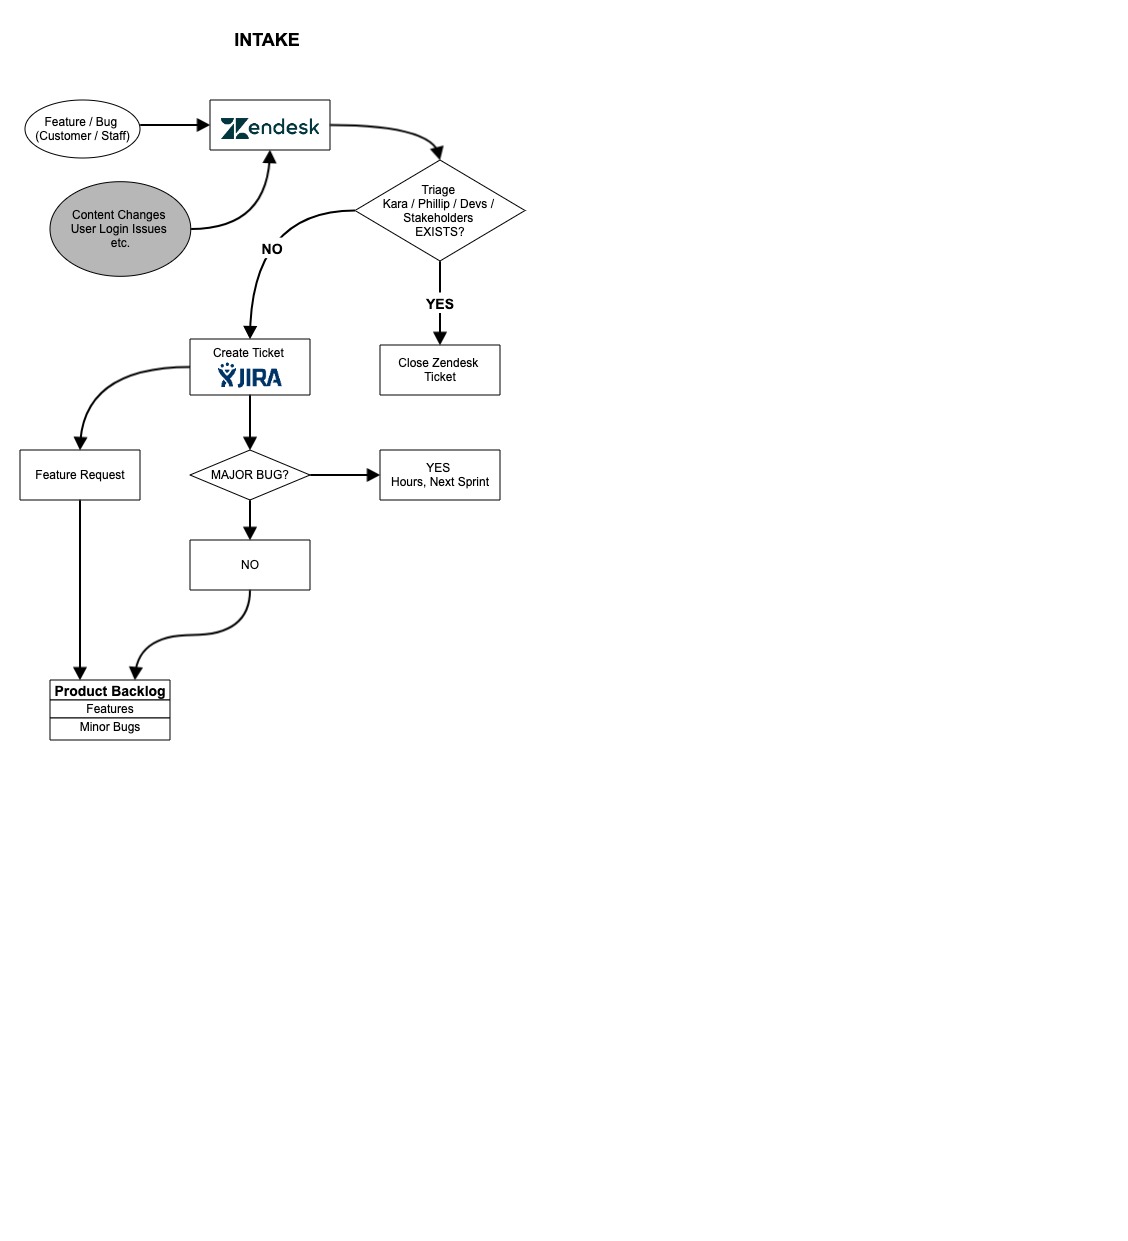 INTAKE
Feature / Bug
(Customer / Staff)
zendesk
Content Changes
User Login Issues
etc.
Triage
Kara / Phillip / Devs /
Stakeholders
EXISTS?
NO
YES
Create Ticket
JIRA
Close Zendesk
Ticket
Feature Request
MAJOR BUG?
YES
Hours, Next Sprint
NO
Product Backlog
Features
Minor Bugs